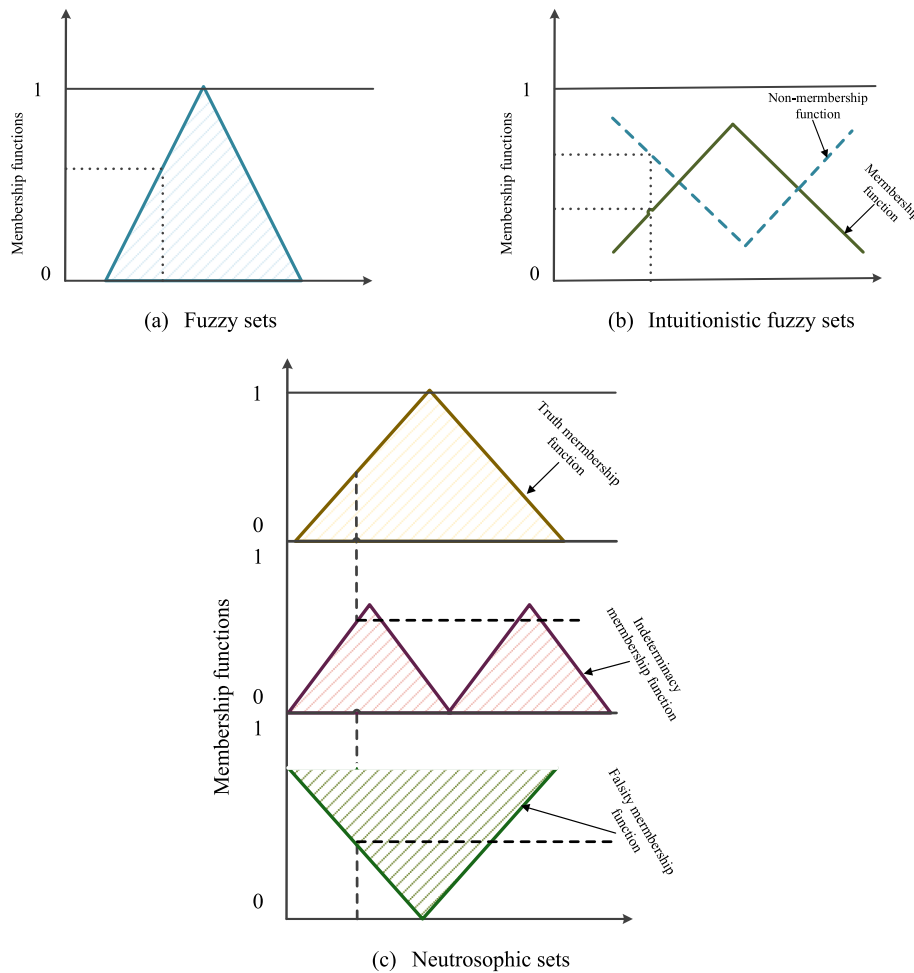 1
Membership functions
0
(a) Fuzzy sets
1
Membership functions
0
Non-mermbership
function
Mermbership
function
(b) Intuitionistic fuzzy sets
Membership functions
1
0
Truth mermbership
function
1
0
Indeterminacy
mermbership function
1
0
Falsity mermbership
function
(c) Neutrosophic sets